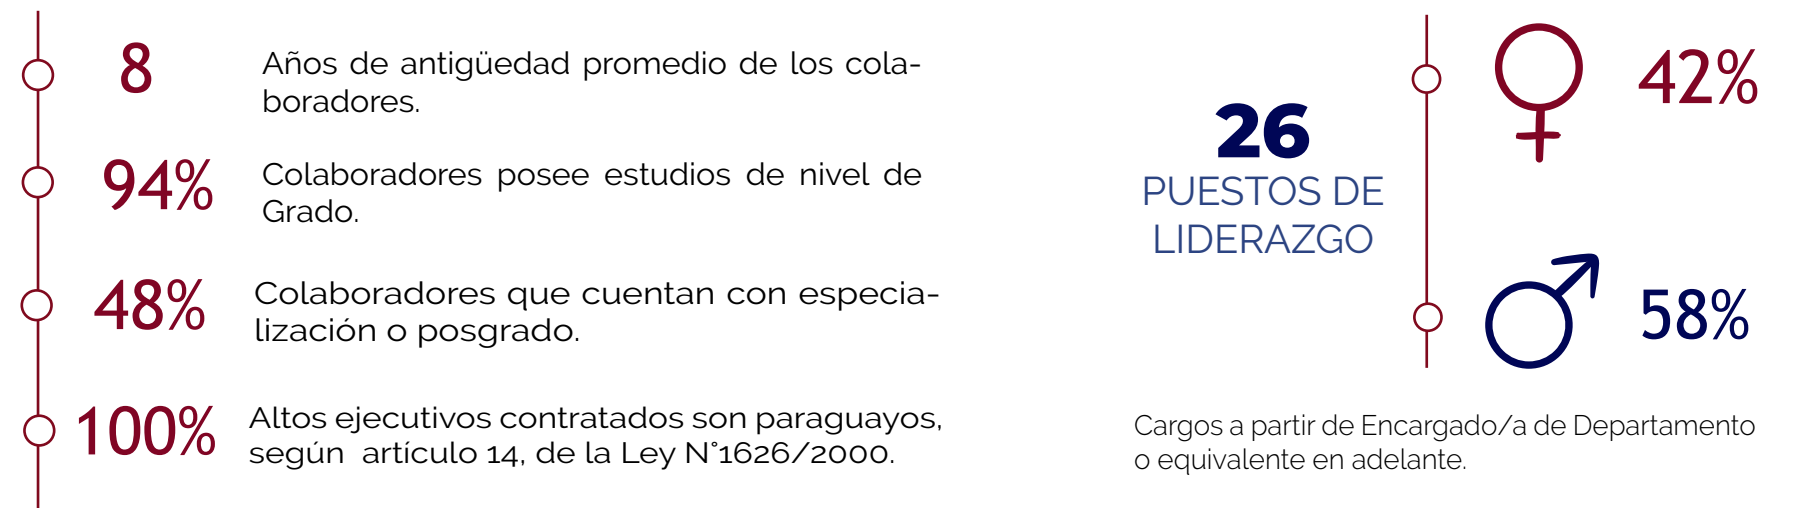 8
Años de antigüedad promedio de los cola-
boradores.
94%
Colaboradores posee estudios de nivel de
Grado.
48%
Colaboradores que cuentan con especia-
lización o posgrado.
100%
Altos ejecutivos contratados son paraguayos,
según artículo 14, de la Ley N°1626/2000.
26
PUESTOS DE
LIDERAZGO
42%
58%
Cargos a partir de Encargado/a de Departamento
o equivalente en adelante.